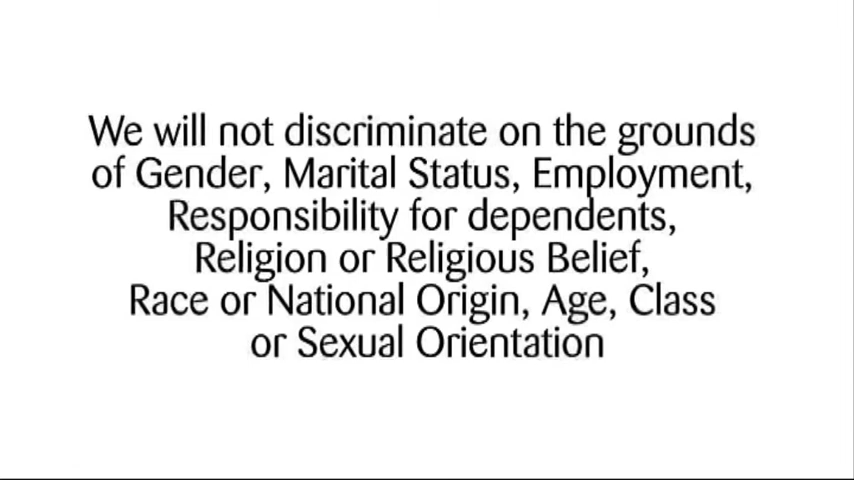 We will not discriminate on the grounds
of Gender, Marital Status, Employment,
Responsibility for dependents,
Religion or Religious Belief,
Race or National Origin, Age, Class
or Sexual Orientation